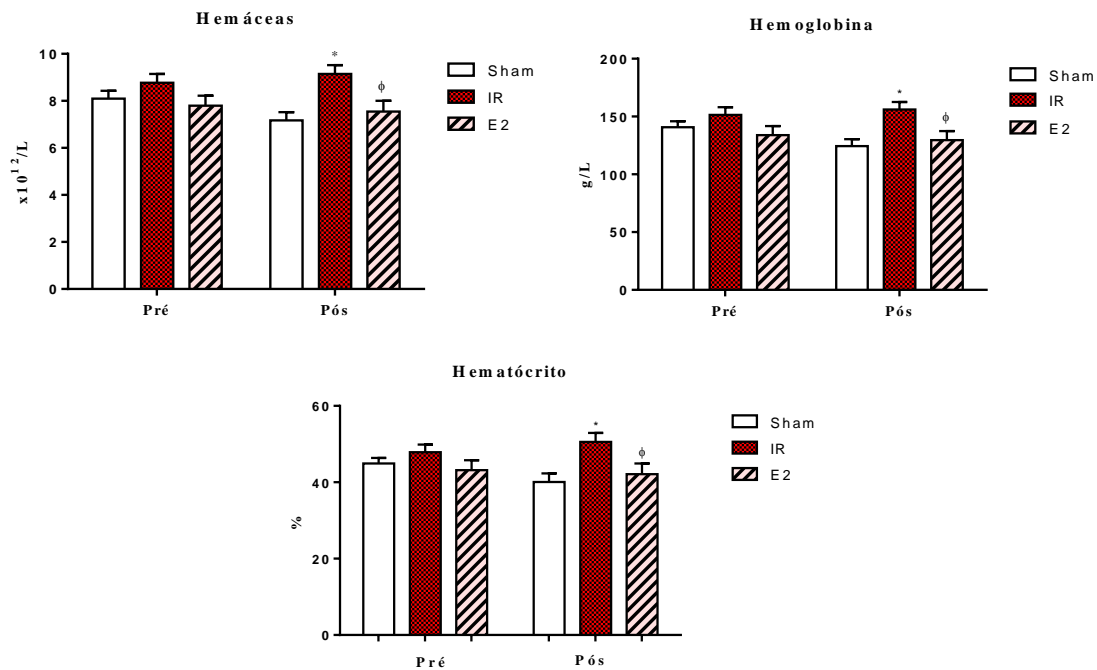 Hemáceas
10
8
6
4
2
0
x10¹²/L
*
ϕ
Pré
Pós
Sham
IR
E2
Hemoglobina
200
150
100
50
0
g/L
*
ϕ
Pré
Pós
Sham
IR
E2
Hematócrito
60
40
20
0
%
*
ϕ
Pré
Pós
Sham
IR
E2